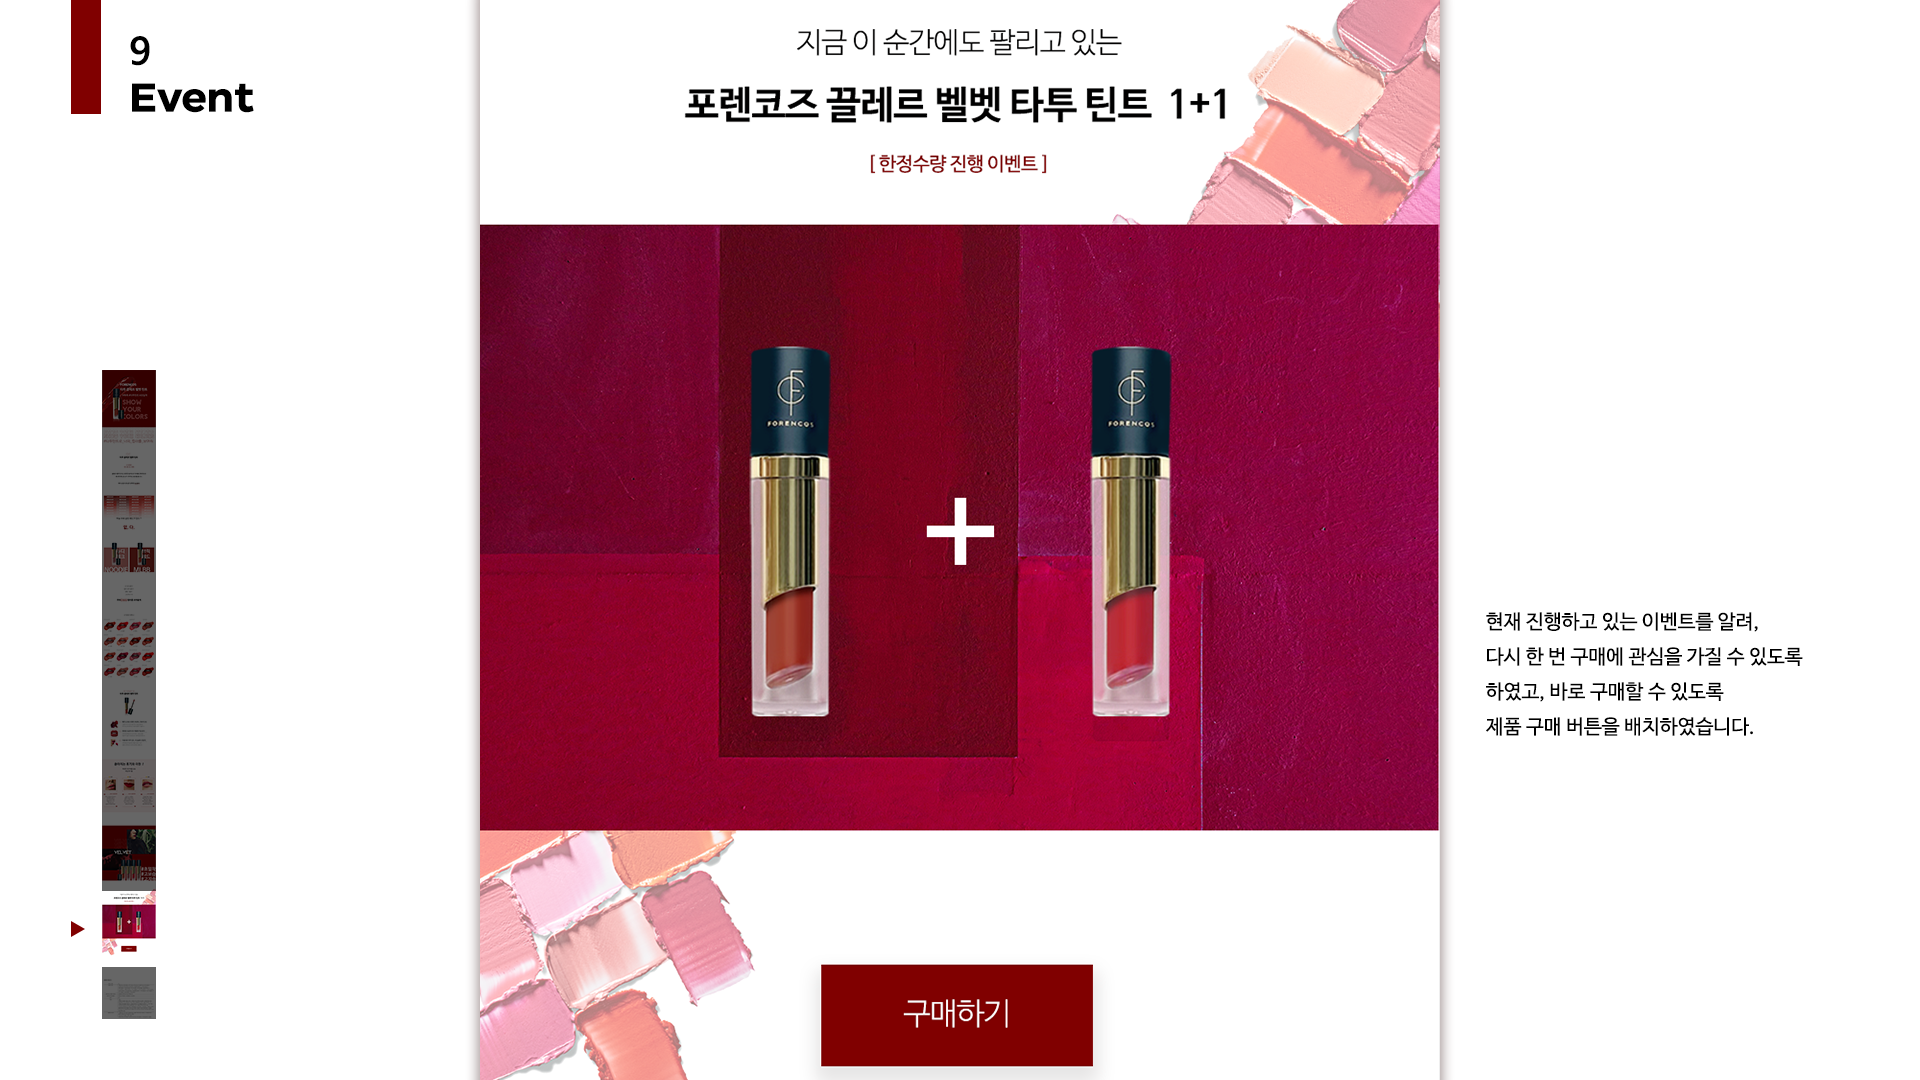 9
Event
지금 이 순간에도 팔리고 있는
포렌코즈 끌레르 벨벳 타투 틴트 1+1
[ 한정수량 진행 이벤트 ]
FORENCOS
FORENCOS
+
현재 진행하고 있는 이벤트를 알려,
다시 한 번 구매에 관심을 가질 수 있도록
하였고, 바로 구매할 수 있도록
제품 구매 버튼을 배치하였습니다.
구매하기
SHOW
YOUR
COLORS
VELVET